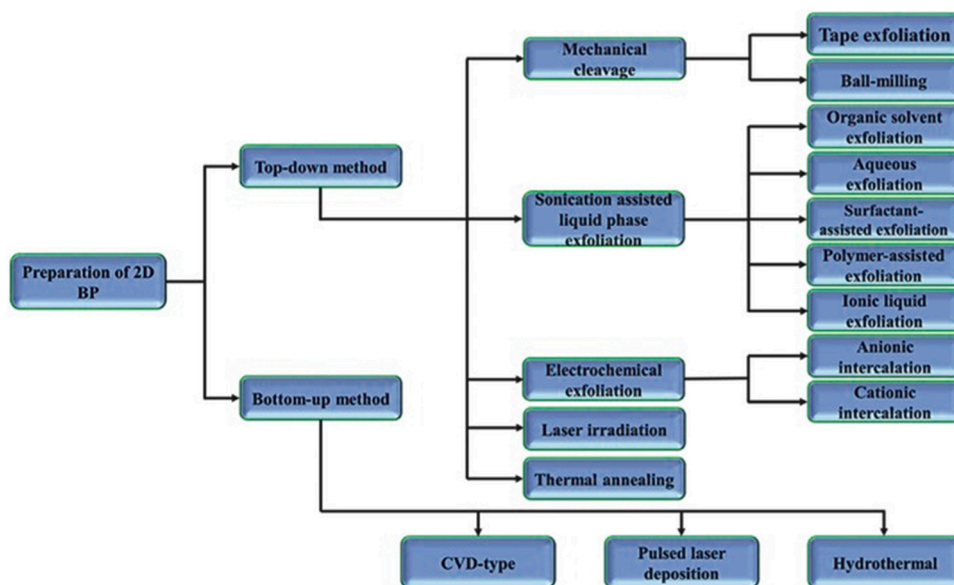 Preparation of 2D
BP
Top-down method
Bottom-up method
Mechanical
cleavage
Sonication assisted
liquid phase
exfoliation
Electrochemical
exfoliation
Laser irradiation
Thermal annealing
Tape exfoliation
Ball-milling
Organic solvent
exfoliation
Aqueous
exfoliation
Surfactant-
assisted exfoliation
Polymer-assisted
exfoliation
Ionic liquid
exfoliation
Anionic
intercalation
Cationic
intercalation
CVD-type
Pulsed laser
deposition
Hydrothermal